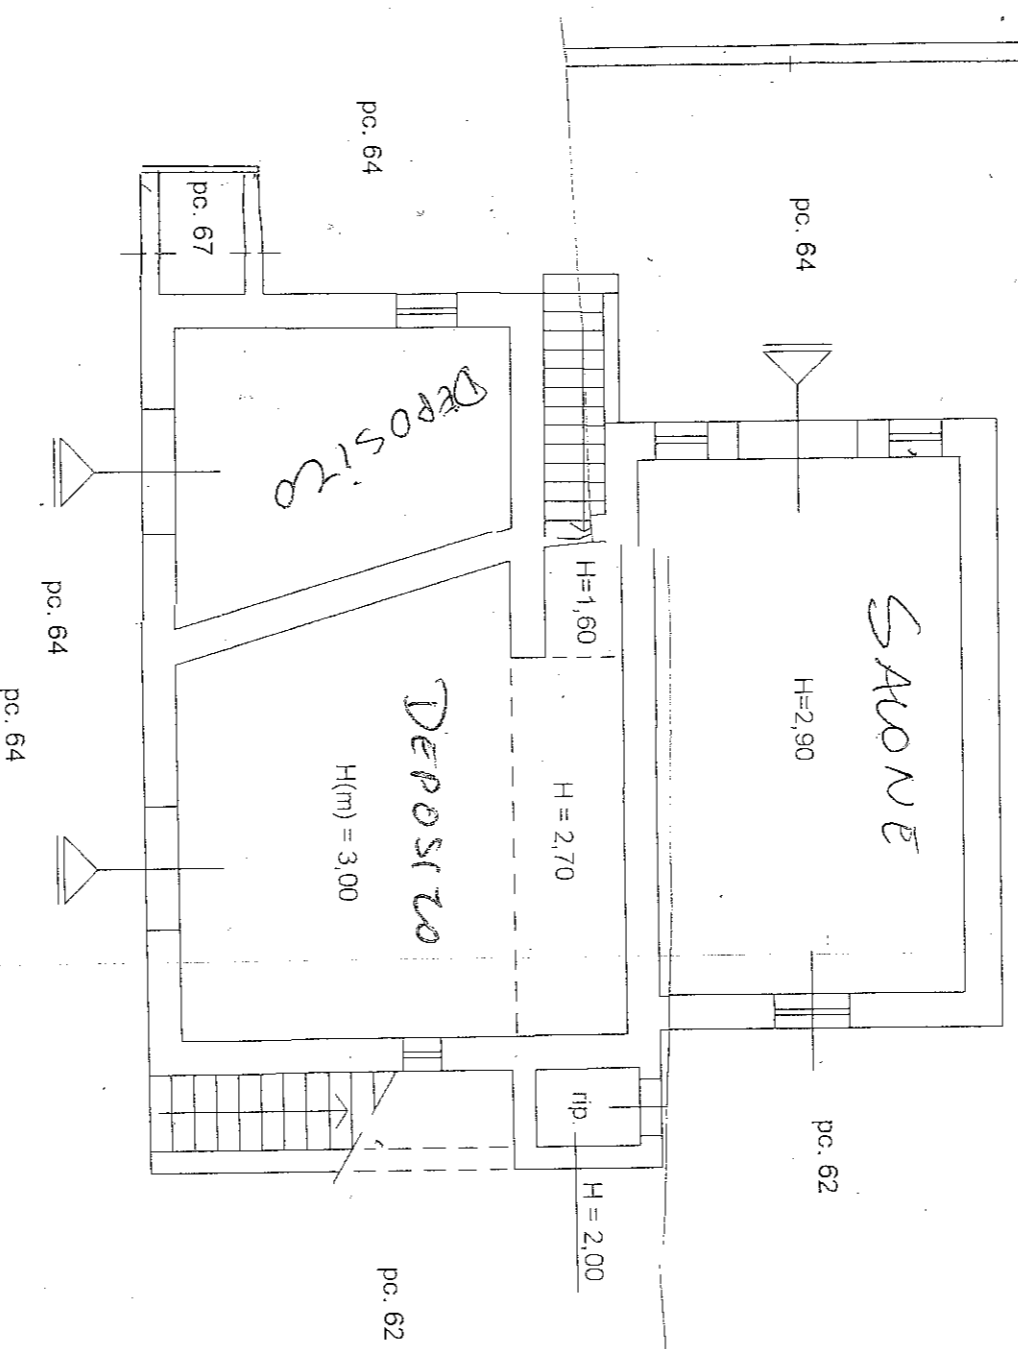 pc. 64
pc. 64
pc. 67
DEPOSITO
H=1,60
SALONE
H=2,90
pc. 64
pc. 64
DEPOSITO
H(m) = 3,00
H = 2,70
rip.
H = 2,00
pc. 62
pc. 62